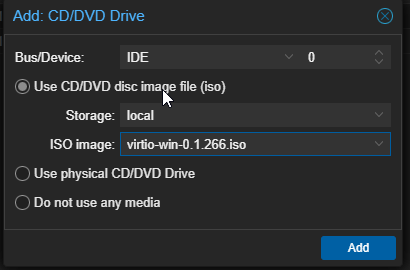 Add: CD/DVD Drive
Bus/Device: IDE 0
Use CD/DVD disc image file (iso)
Storage: local
ISO image: virtio-win-0.1.266.iso
Use physical CD/DVD Drive
Do not use any media
Add